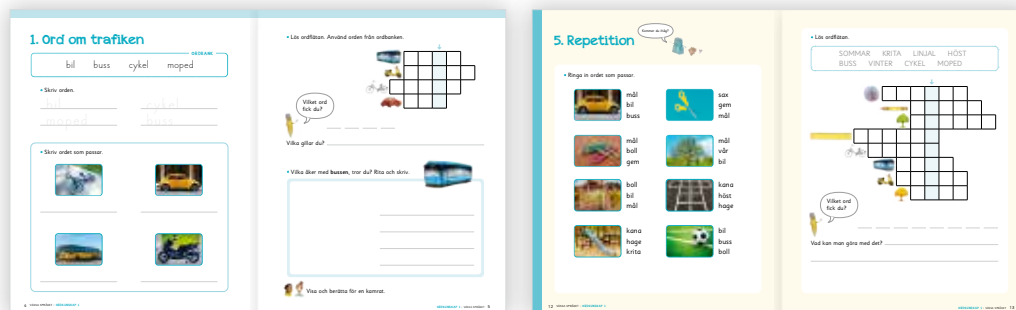 1. Ord om trafiken
ORDBANK
bil buss cykel moped
• Skriv orden.
bil cykel
moped buss
• Skriv ordet som passar.
• Lös ordflätan. Använd orden från ordbanken.
Vilket ord
fick du?
Vilka gillar du?
• Vilka åker med bussen, tror du? Rita och skriv.
Visa och berätta för en kamrat.
5. Repetition
Kommer du ihåg?
• Ringa in ordet som passar.
mål
bil
buss
sax
gem
mål
mål
boll
gem
mål
vår
bil
boll
bil
mål
kana
höst
hage
kana
hage
krita
bil
buss
boll
12
• Lös ordflätan.
SOMMAR KRITA LINJAL HÖST
BUSS VINTER CYKEL MOPED
Vilket ord
fick du?
Vad kan man göra med det?
13